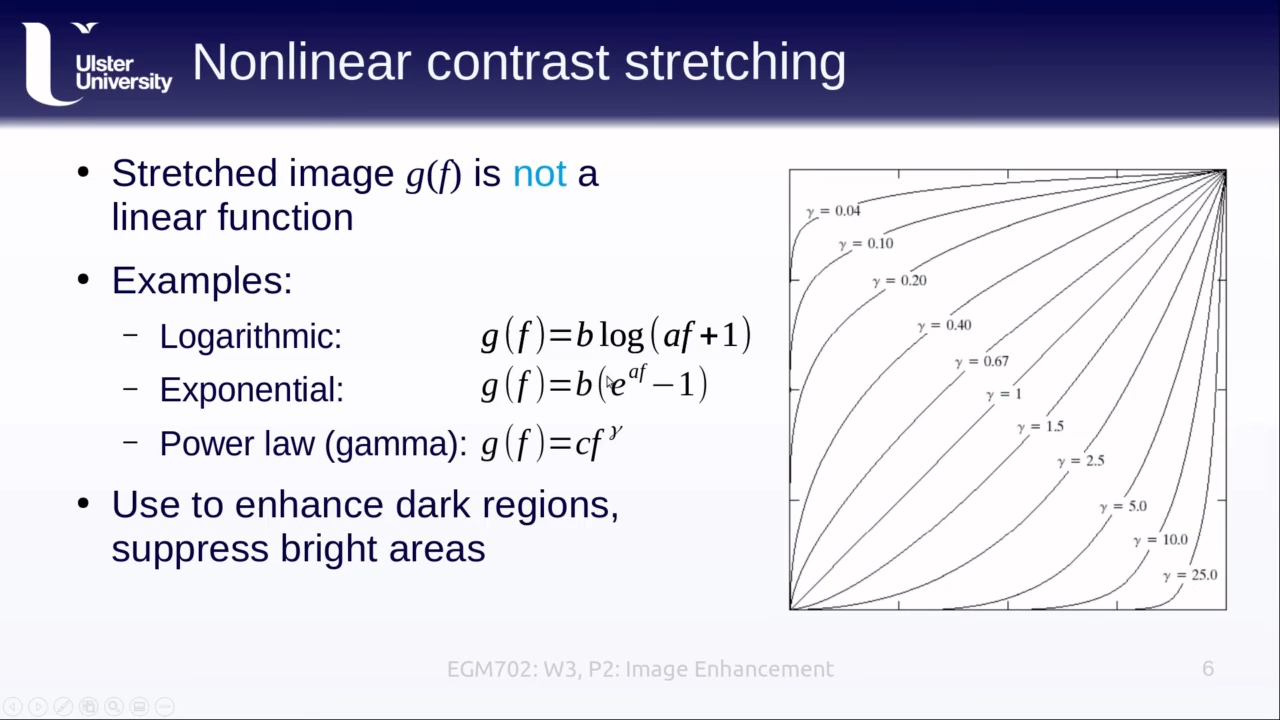 Ulster
University
Nonlinear contrast stretching
• Stretched image g(f) is not a
linear function
• Examples:
– Logarithmic: g(f)=b log(af+1)
– Exponential: g(f)=b(e^{af}−1)
– Power law (gamma): g(f)=cf^γ
• Use to enhance dark regions,
suppress bright areas
γ = 0.04
γ = 0.10
γ = 0.20
γ = 0.40
γ = 0.67
γ = 1
γ = 1.5
γ = 2.5
γ = 5.0
γ = 10.0
γ = 25.0
EGM702: W3, P2: Image Enhancement
6